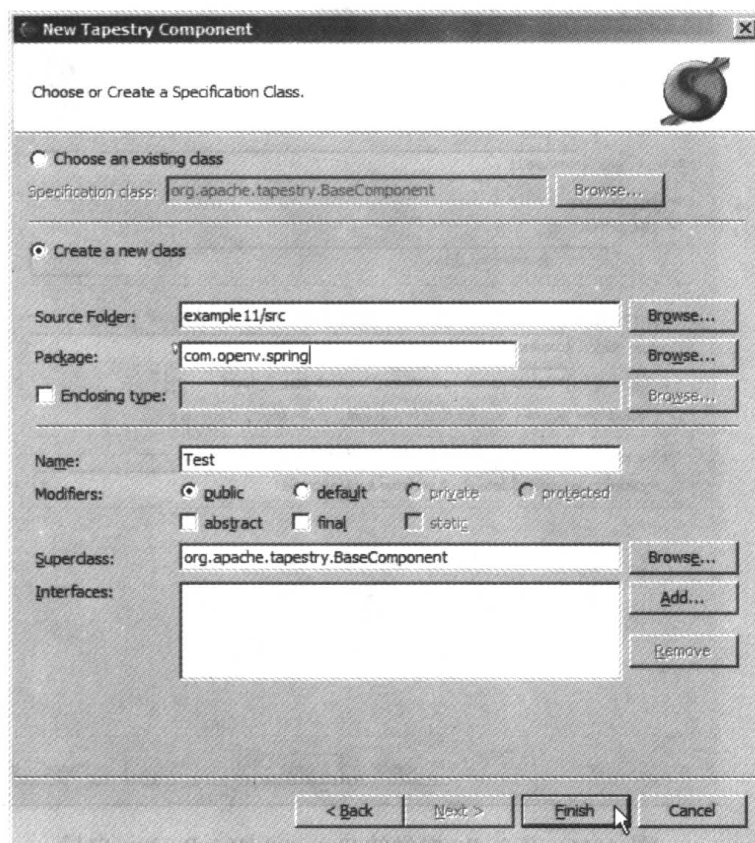 New Tapestry Component
Choose or Create a Specification Class.
Choose an existing class
Specification class: org.apache.tapestry.BaseComponent Browse...
Create a new class
Source Folder: example11/src Browse...
Package: com.openv.spring Browse...
Enclosing type: Browse...
Name: Test
Modifiers: public default private protected
abstract final static
Superclass: org.apache.tapestry.BaseComponent Browse...
Interfaces: Add...
Remove
< Back Next > Finish Cancel